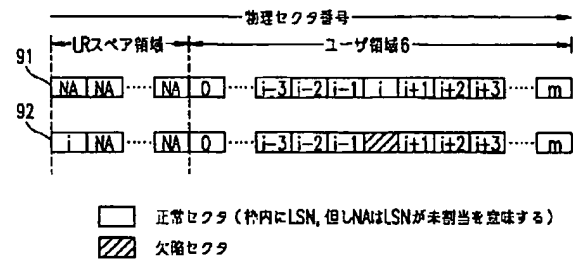 物理セクタ番号
LRスペア領域 ユーザ領域6
91
NA NA ‥‥ NA 0 ‥‥ i-3 i-2 i-1 i i+1 i+2 i+3 ‥‥ m
92
i NA ‥‥ NA 0 ‥‥ i-3 i-2 i-1 i+1 i+2 i+3 ‥‥ m
正常セクタ(枠内にLSN,但しNAはLSNが未割当を意味する)
欠陥セクタ